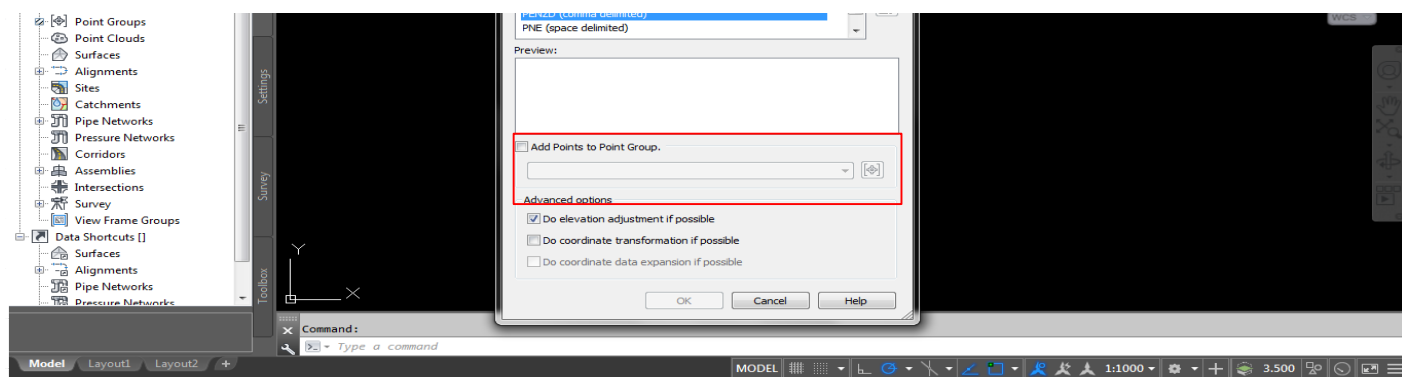 Point Groups
Point Clouds
Surfaces
Alignments
Sites
Catchments
Pipe Networks
Pressure Networks
Corridors
Assemblies
Intersections
Survey
View Frame Groups
Data Shortcuts []
Surfaces
Alignments
Pipe Networks
Pressure Networks
Settings
Survey
Toolbox
PENZD (comma delimited)
PNE (space delimited)
Preview:
Add Points to Point Group.
Advanced options
Do elevation adjustment if possible
Do coordinate transformation if possible
Do coordinate data expansion if possible
OK Cancel Help
WCS
Y
X
Command:
Type a command
Model Layout1 Layout2 +
MODEL 1:1000 3.500